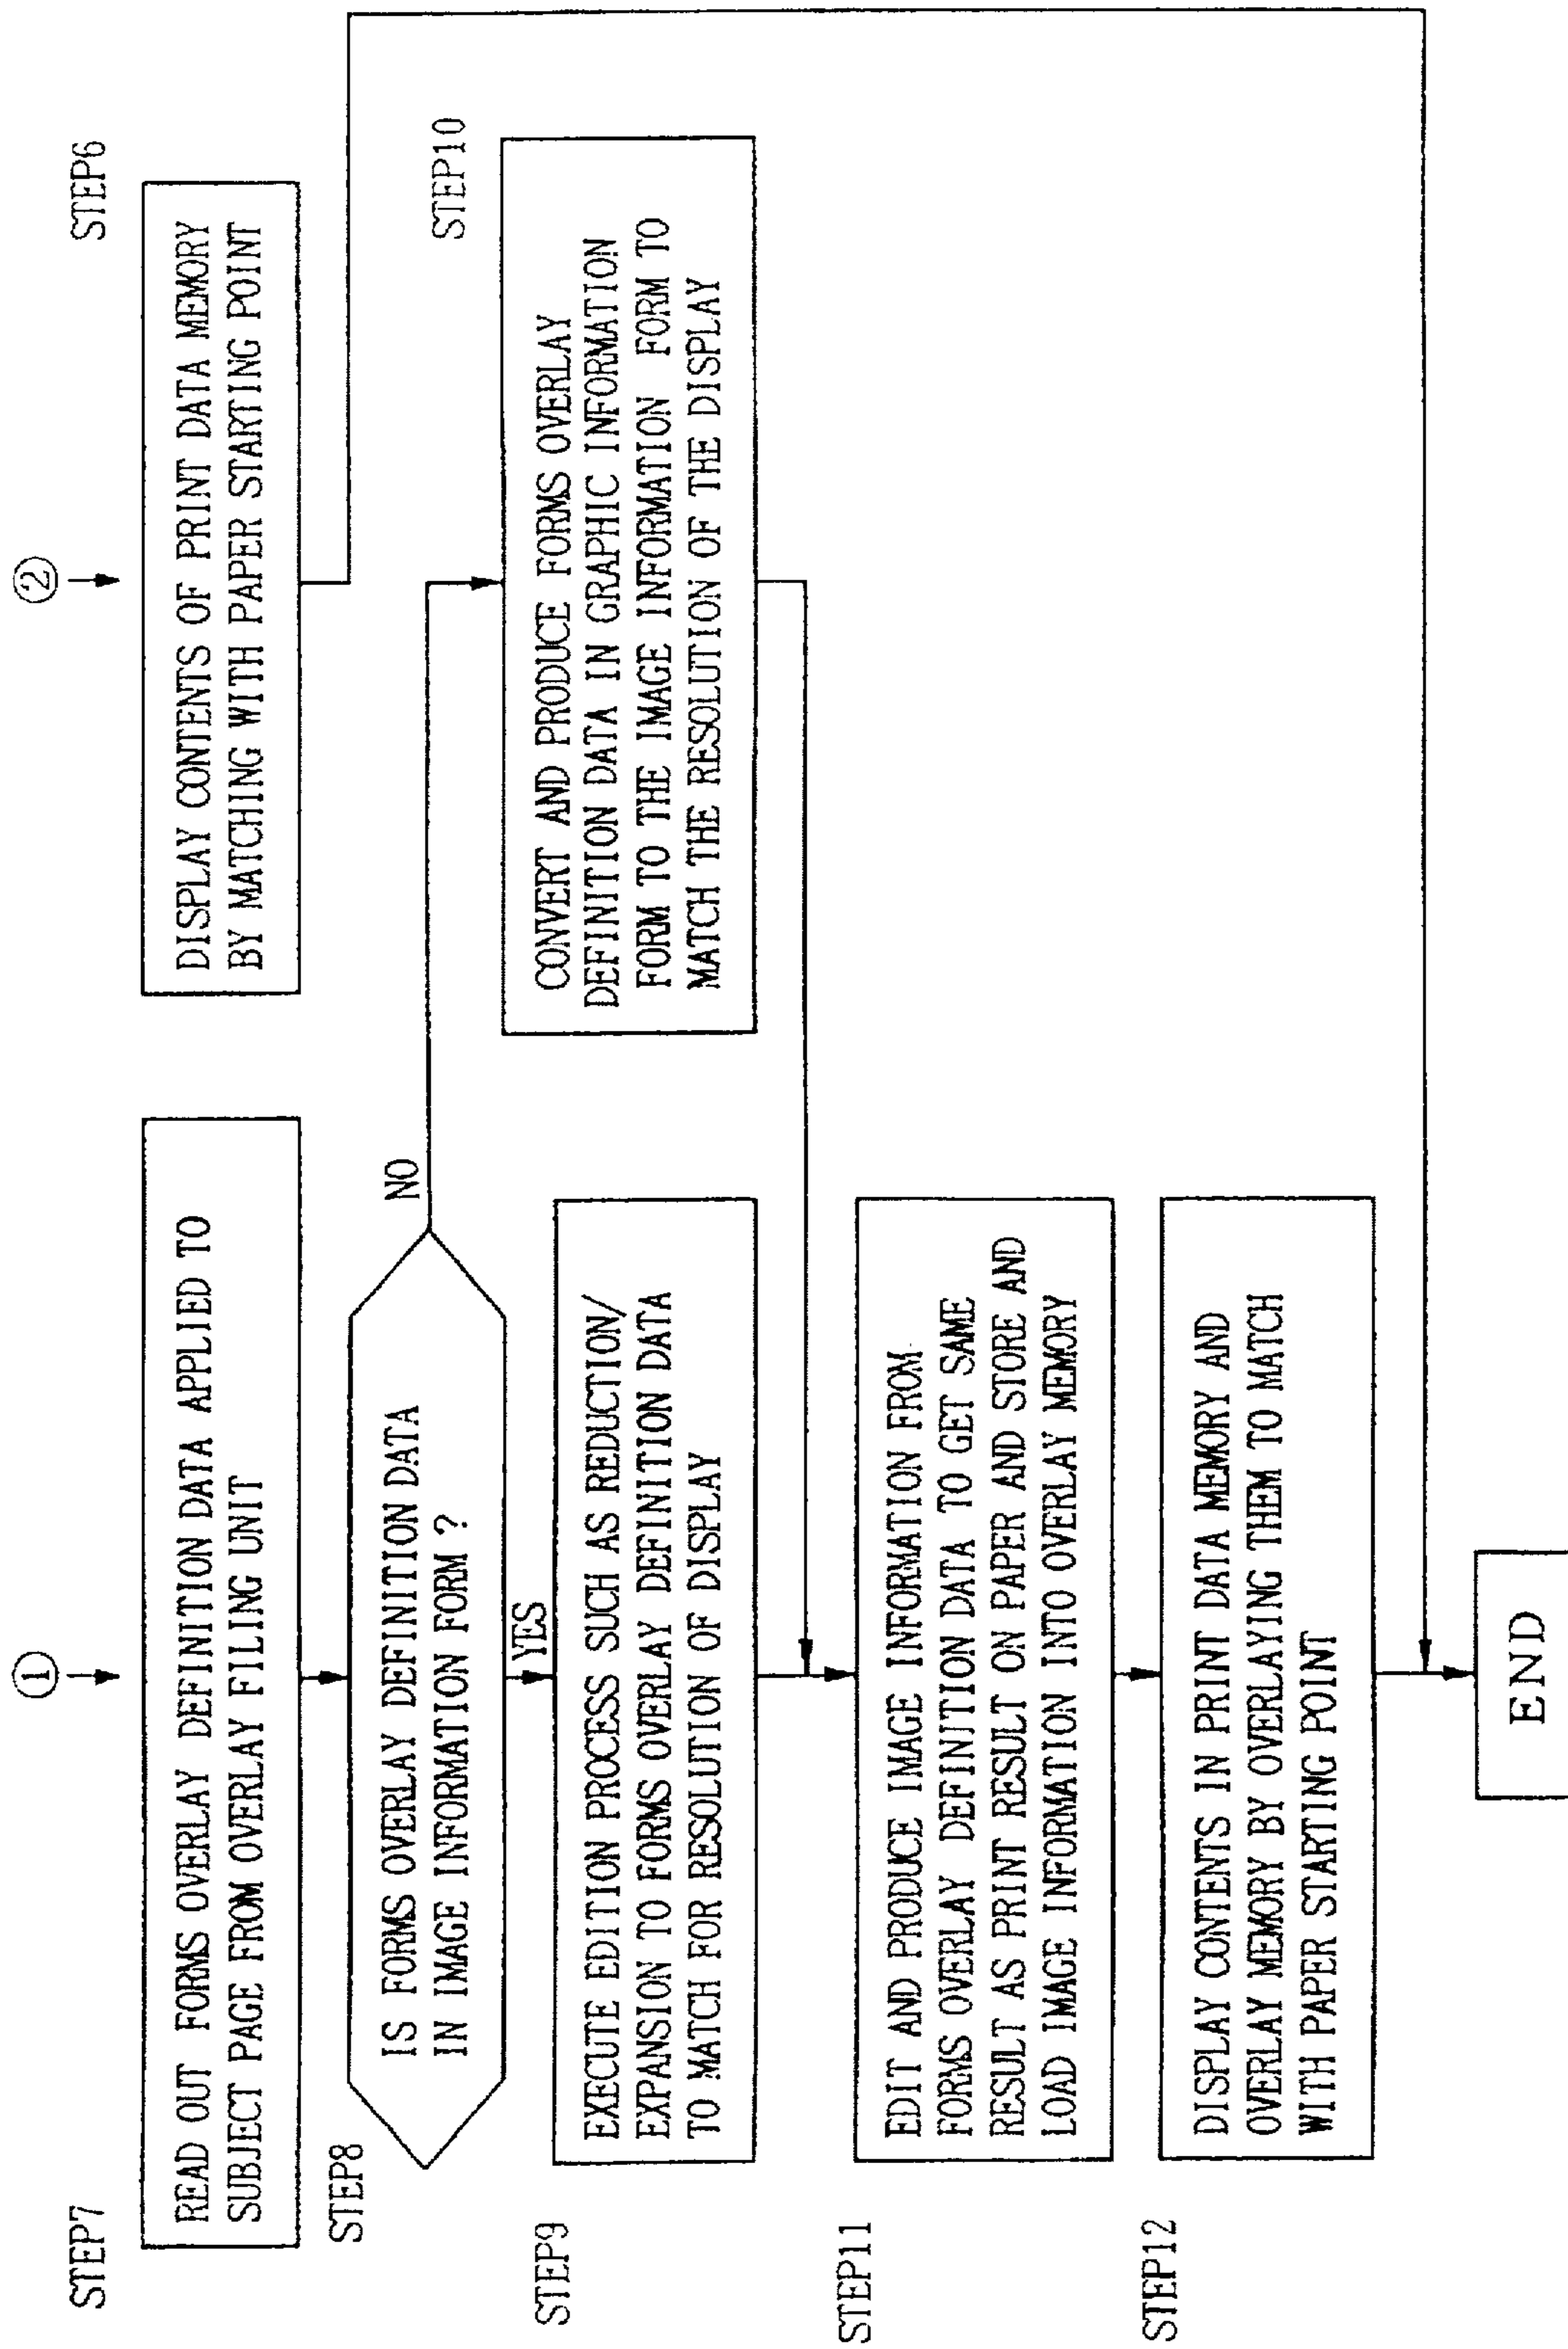 ①
STEP7
READ OUT FORMS OVERLAY DEFINITION DATA APPLIED TO
SUBJECT PAGE FROM OVERLAY FILING UNIT
STEP8
IS FORMS OVERLAY DEFINITION DATA
IN IMAGE INFORMATION FORM ?
NO
YES
STEP9
EXECUTE EDITION PROCESS SUCH AS REDUCTION/
EXPANSION TO FORMS OVERLAY DEFINITION DATA
TO MATCH FOR RESOLUTION OF DISPLAY
STEP11
EDIT AND PRODUCE IMAGE INFORMATION FROM
FORMS OVERLAY DEFINITION DATA TO GET SAME
RESULT AS PRINT RESULT ON PAPER AND STORE AND
LOAD IMAGE INFORMATION INTO OVERLAY MEMORY
STEP12
DISPLAY CONTENTS IN PRINT DATA MEMORY AND
OVERLAY MEMORY BY OVERLAYING THEM TO MATCH
WITH PAPER STARTING POINT
END
②
STEP6
DISPLAY CONTENTS OF PRINT DATA MEMORY
BY MATCHING WITH PAPER STARTING POINT
STEP10
CONVERT AND PRODUCE FORMS OVERLAY
DEFINITION DATA IN GRAPHIC INFORMATION
FORM TO THE IMAGE INFORMATION FORM TO
MATCH THE RESOLUTION OF THE DISPLAY